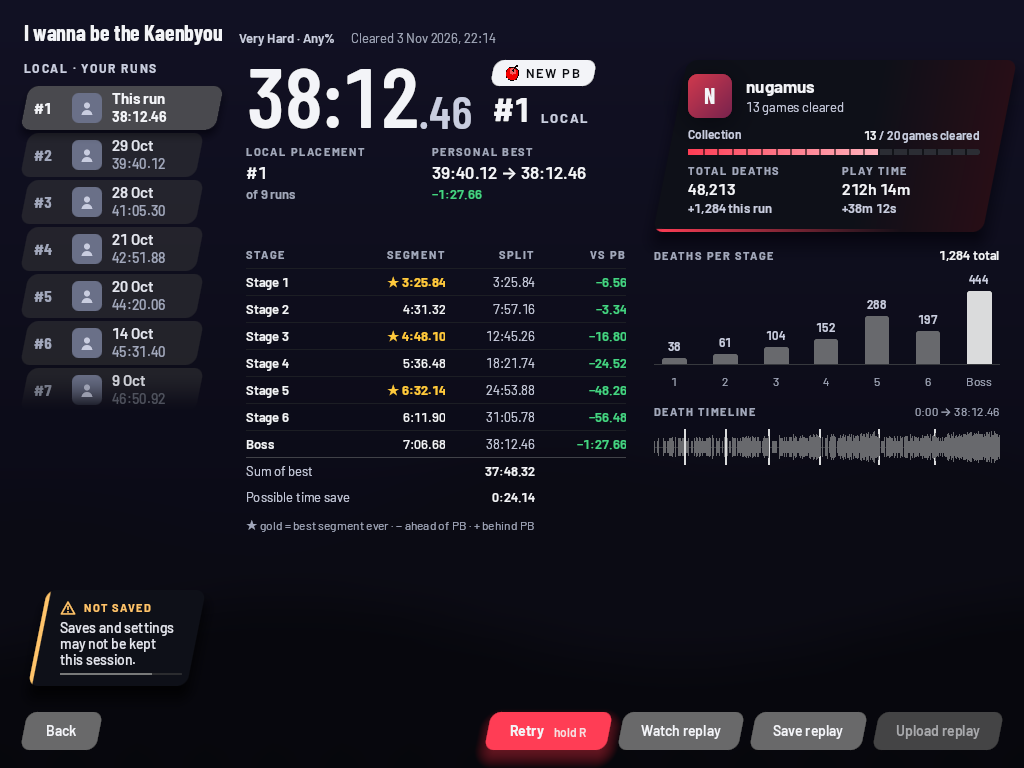 I wanna be the Kaenbyou Very Hard · Any% Cleared 3 Nov 2026, 22:14
LOCAL · YOUR RUNS
#1 This run
38:12.46
#2 29 Oct
39:40.12
#3 28 Oct
41:05.30
#4 21 Oct
42:51.88
#5 20 Oct
44:20.06
#6 14 Oct
45:31.40
#7 9 Oct
46:50.92
38:12.46
NEW PB
#1 LOCAL
LOCAL PLACEMENT
#1
of 9 runs
PERSONAL BEST
39:40.12 → 38:12.46
−1:27.66
STAGE SEGMENT SPLIT VS PB
Stage 1 ★ 3:25.84 3:25.84 −6.56
Stage 2 4:31.32 7:57.16 −3.34
Stage 3 ★ 4:48.10 12:45.26 −16.80
Stage 4 5:36.48 18:21.74 −24.52
Stage 5 ★ 6:32.14 24:53.88 −48.26
Stage 6 6:11.90 31:05.78 −56.48
Boss 7:06.68 38:12.46 −1:27.66
Sum of best 37:48.32
Possible time save 0:24.14
★ gold = best segment ever · − ahead of PB · + behind PB
N
nugamus
13 games cleared
Collection 13 / 20 games cleared
TOTAL DEATHS
48,213
+1,284 this run
PLAY TIME
212h 14m
+38m 12s
DEATHS PER STAGE 1,284 total
38 61 104 152 288 197 444
1 2 3 4 5 6 Boss
DEATH TIMELINE 0:00 → 38:12.46
NOT SAVED
Saves and settings
may not be kept
this session.
Back
Retry hold R
Watch replay
Save replay
Upload replay